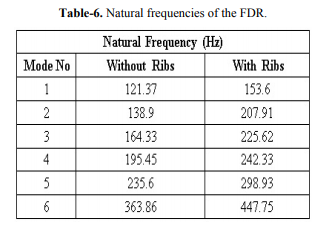 Table-6. Natural frequencies of the FDR.
Natural Frequency (Hz)
Mode No Without Ribs With Ribs
1 121.37 153.6
2 138.9 207.91
3 164.33 225.62
4 195.45 242.33
5 235.6 298.93
6 363.86 447.75